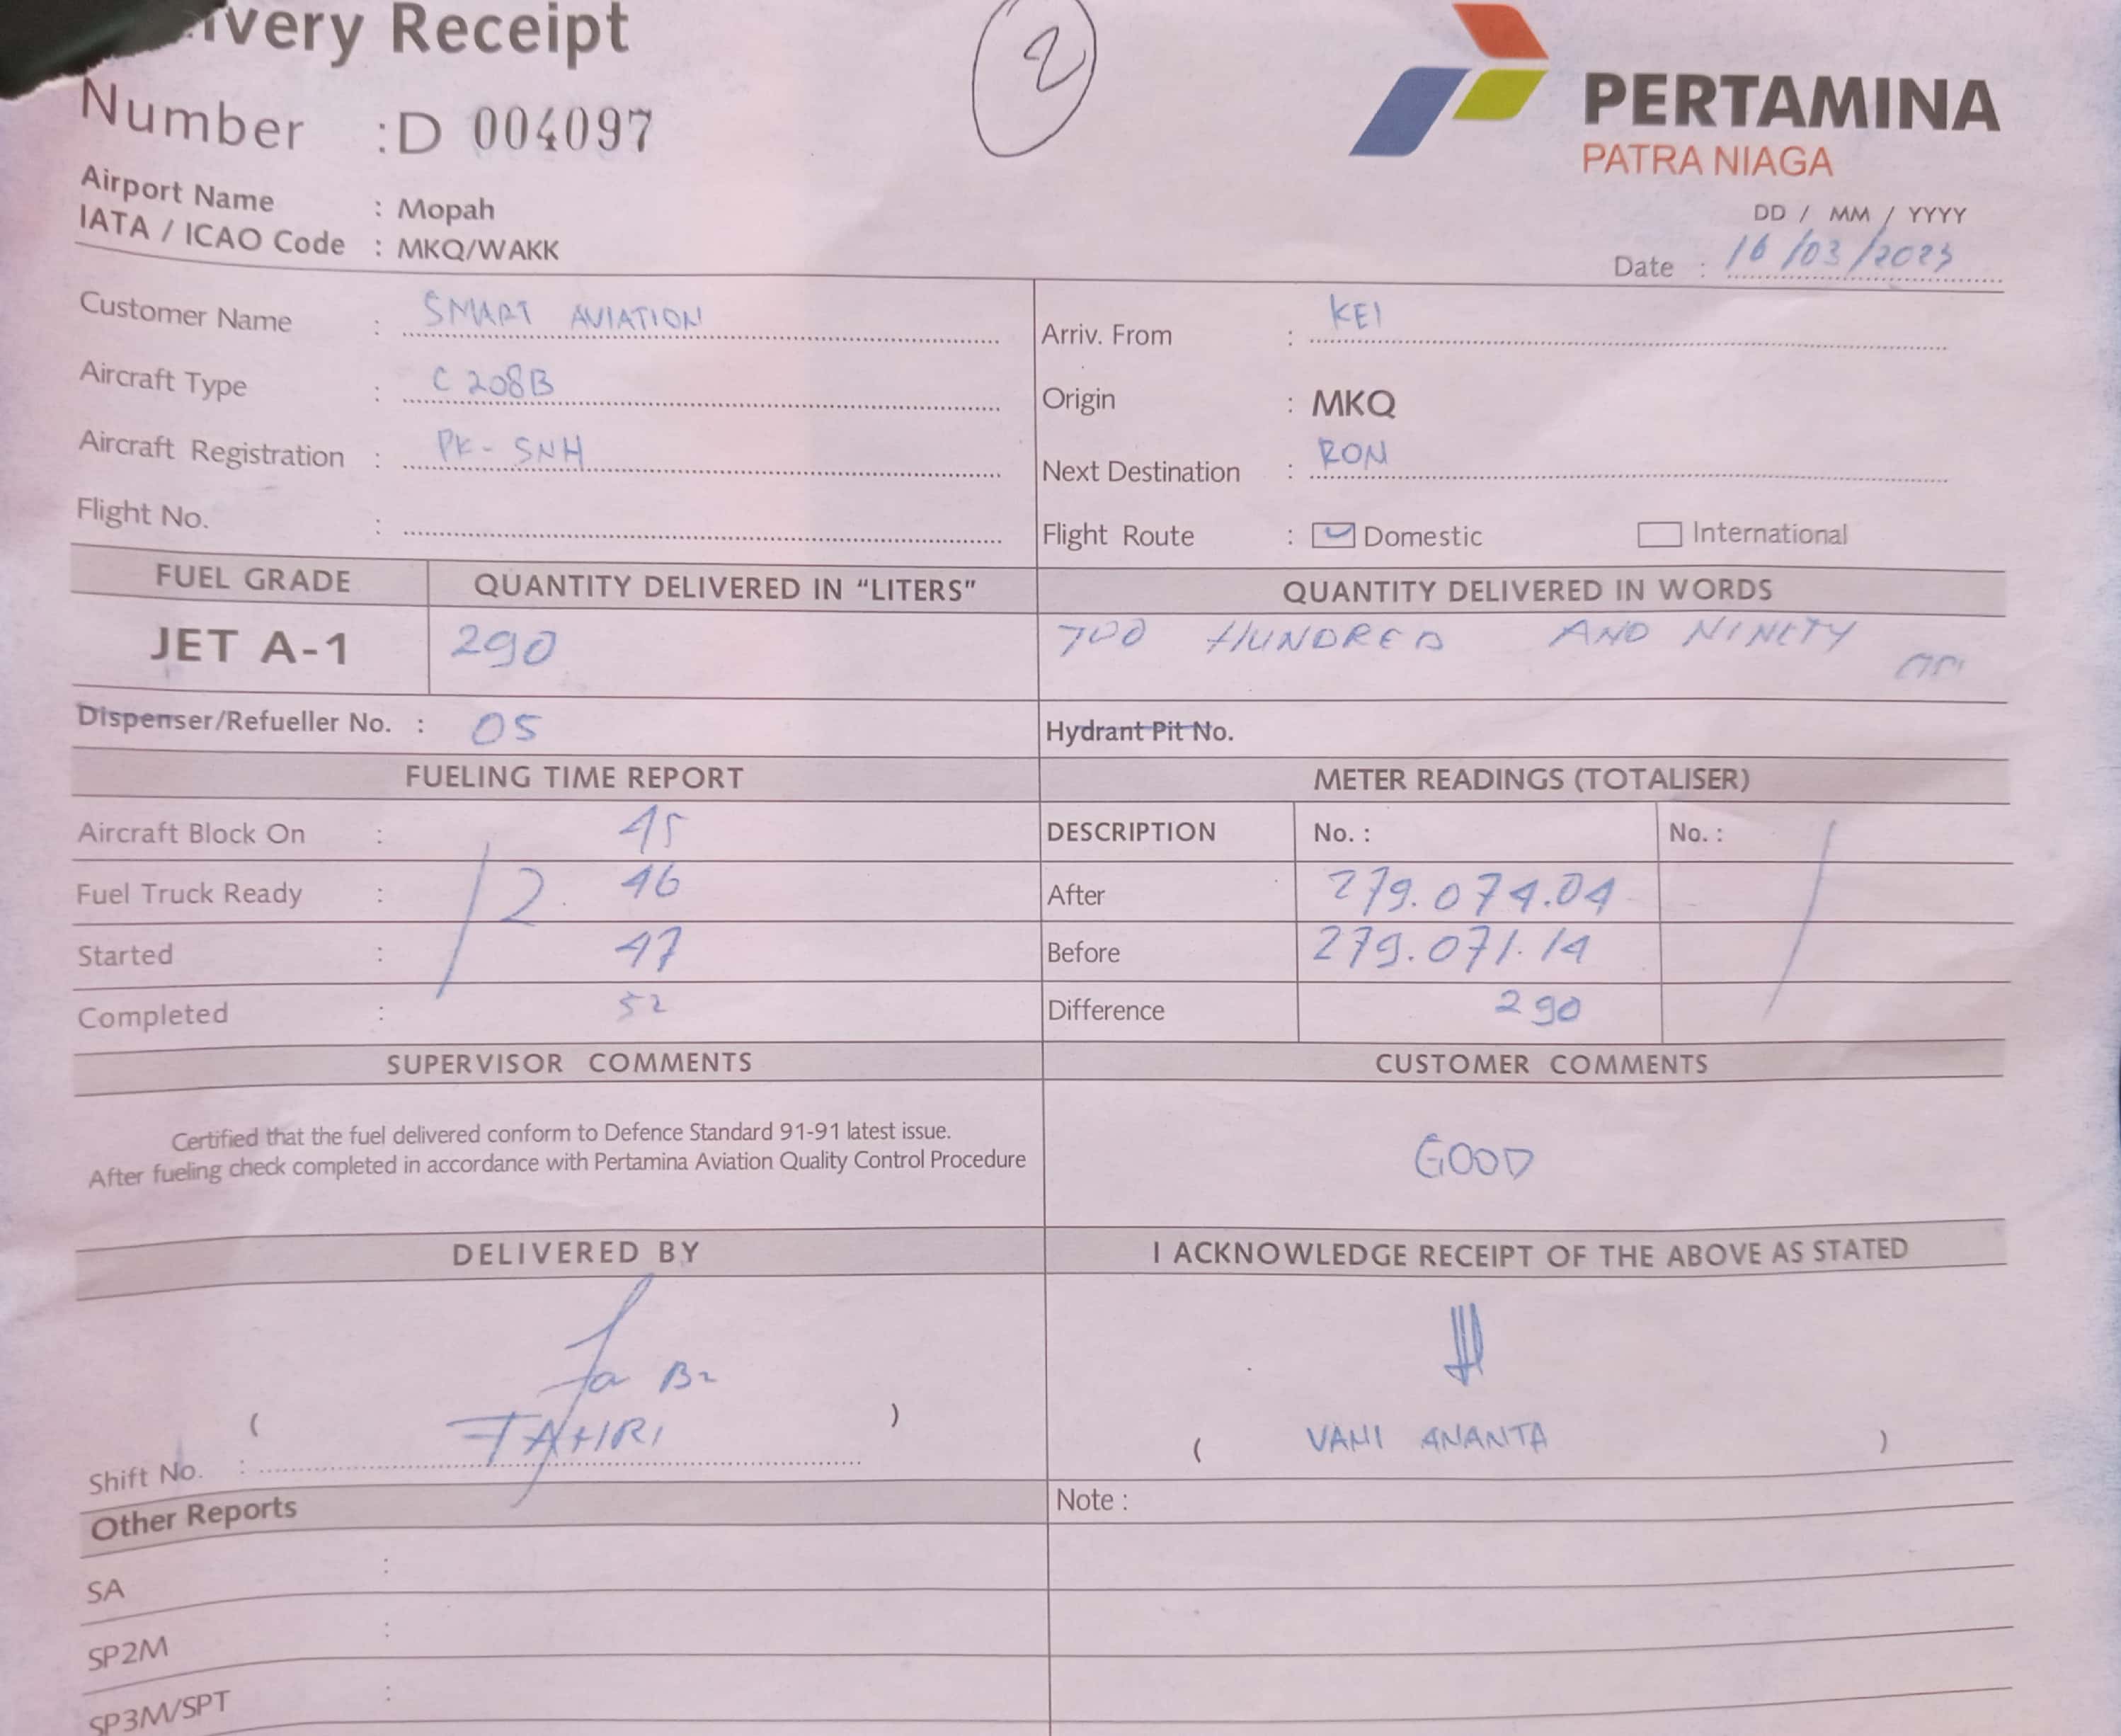 ivery Receipt
2
Number : D 004097
PERTAMINA
PATRA NIAGA
Airport Name : Mopah
IATA / ICAO Code : MKQ/WAKK
DD / MM / YYYY
Date : 16/03/2023
Customer Name : SMART AVIATION
Arriv. From : KEI
Aircraft Type : C 208B
Origin : MKQ
Aircraft Registration : PK - SNH
Next Destination : RON
Flight No. :
Flight Route : Domestic International
FUEL GRADE QUANTITY DELIVERED IN “LITERS” QUANTITY DELIVERED IN WORDS
JET A-1 290 HUNDRED AND NINETY
Dispenser/Refueller No. : 05 Hydrant Pit No.
FUELING TIME REPORT METER READINGS (TOTALISER)
Aircraft Block On : 45 DESCRIPTION No. : No. :
Fuel Truck Ready : 12. 46 After 279.074.04
Started : 47 Before 279.071.14
Completed : 52 Difference 290
SUPERVISOR COMMENTS CUSTOMER COMMENTS
Certified that the fuel delivered conform to Defence Standard 91-91 latest issue.
After fueling check completed in accordance with Pertamina Aviation Quality Control Procedure
GOOD
DELIVERED BY I ACKNOWLEDGE RECEIPT OF THE ABOVE AS STATED
( TAHIRI )
( VANI ANANTA )
Shift No. :
Other Reports Note :
SA :
SP2M :
SP3M/SPT :